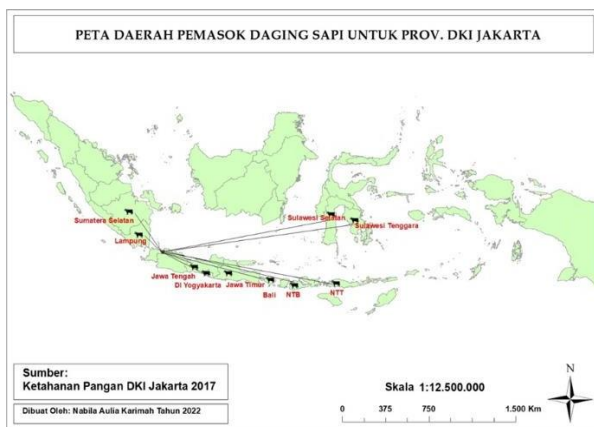 PETA DAERAH PEMASOK DAGING SAPI UNTUK PROV. DKI JAKARTA
Sumatera Selatan
Lampung
Sulawesi Selatan
Sulawesi Tenggara
Jawa Tengah
DI Yogyakarta
Jawa Timur
Bali
NTB
NTT
Sumber:
Ketahanan Pangan DKI Jakarta 2017
Dibuat Oleh: Nabila Aulia Karimah Tahun 2022
Skala 1:12.500.000
0 375 750 1.500 Km
N